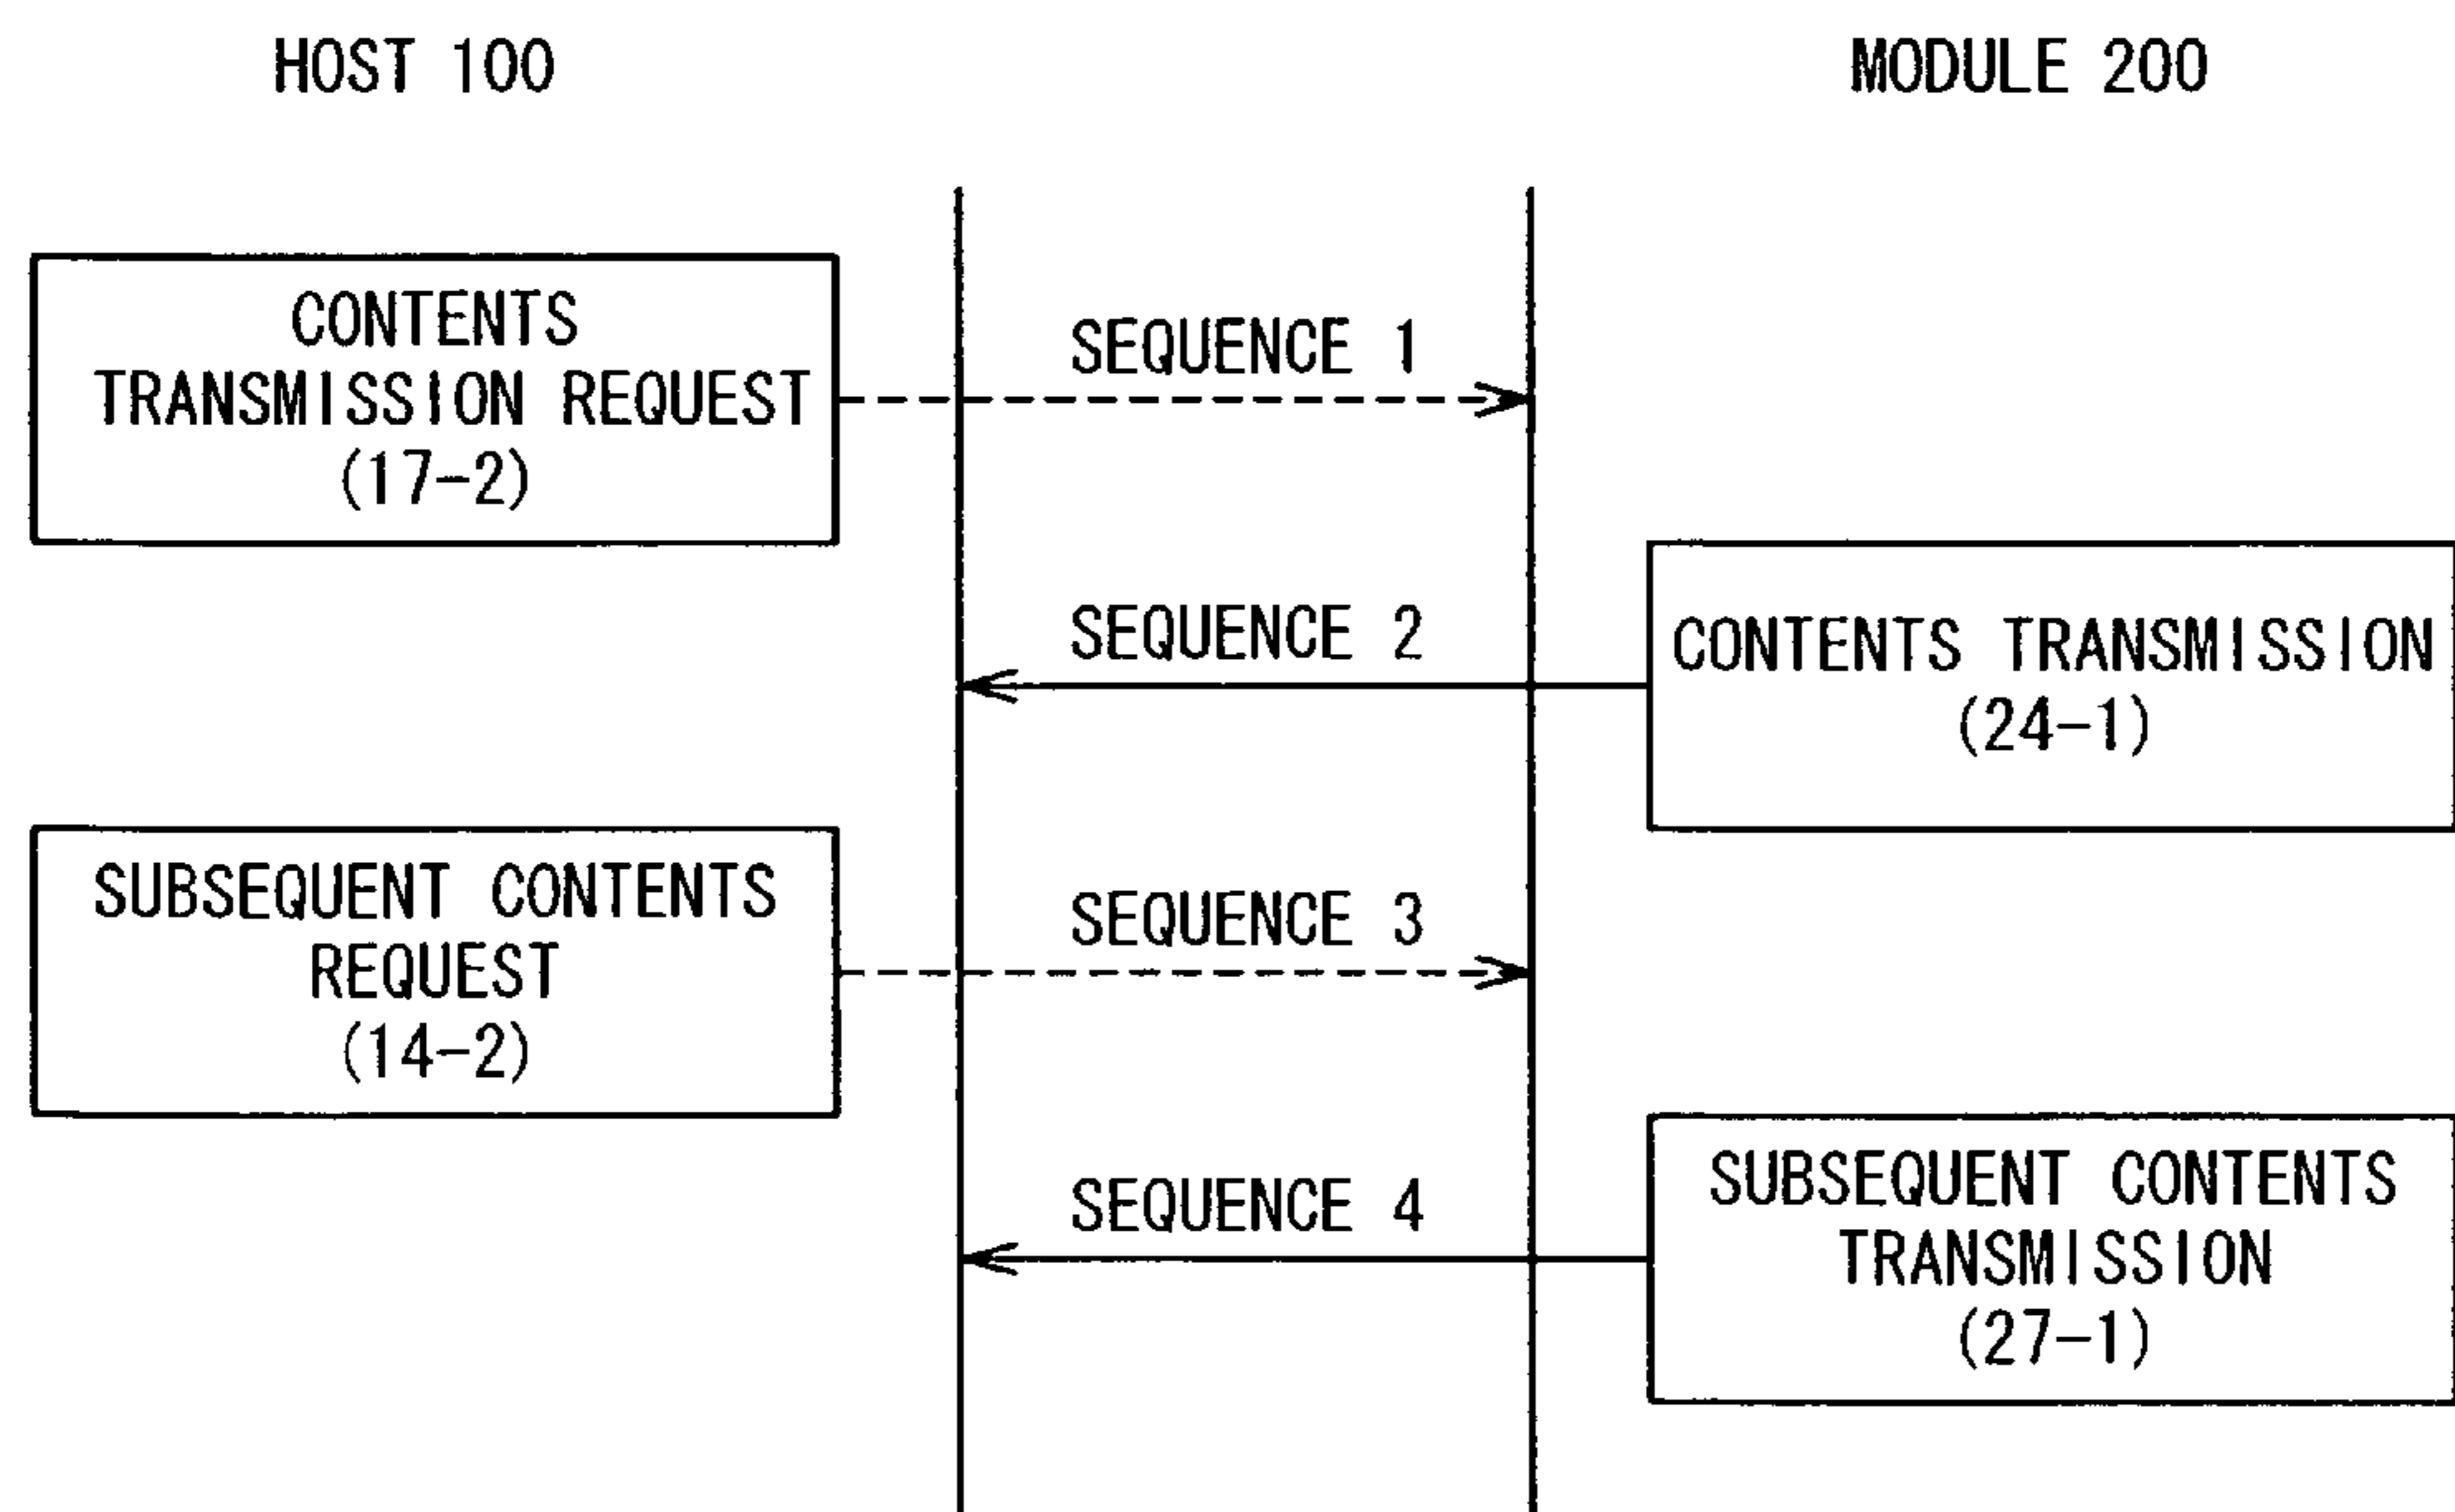 HOST 100
MODULE 200
CONTENTS
TRANSMISSION REQUEST
(17-2)
SEQUENCE 1
SEQUENCE 2
CONTENTS TRANSMISSION
(24-1)
SUBSEQUENT CONTENTS
REQUEST
(14-2)
SEQUENCE 3
SEQUENCE 4
SUBSEQUENT CONTENTS
TRANSMISSION
(27-1)